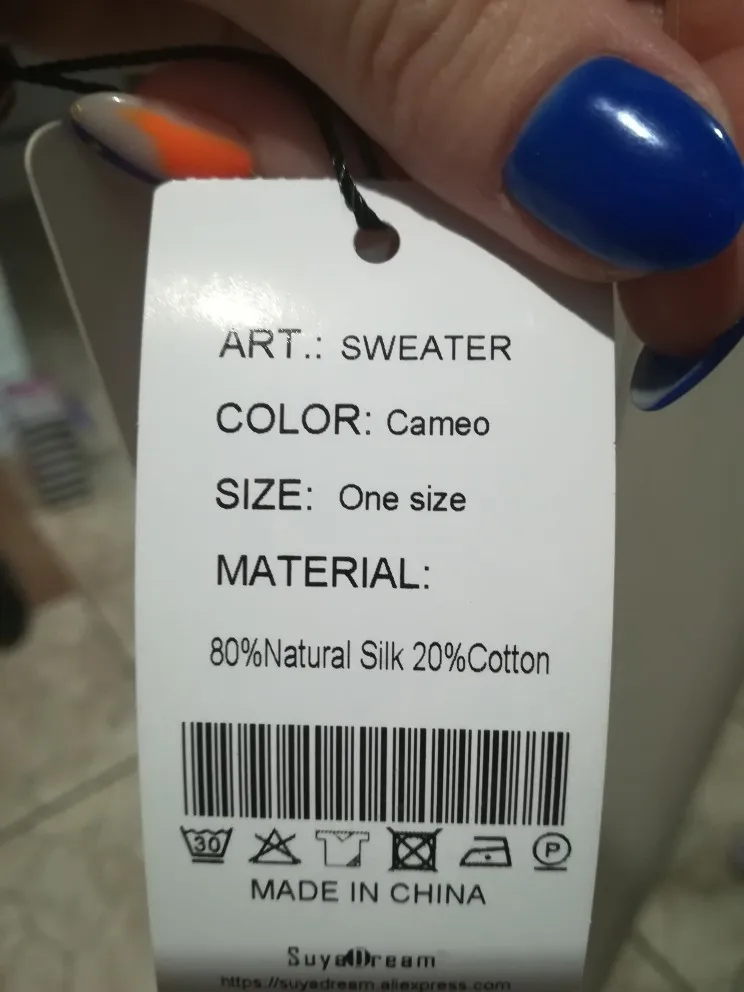 ART.: SWEATER
COLOR: Cameo
SIZE: One size
MATERIAL:
80%Natural Silk 20%Cotton
30 P
MADE IN CHINA
SuyaDream
https://suyadream.aliexpress.com